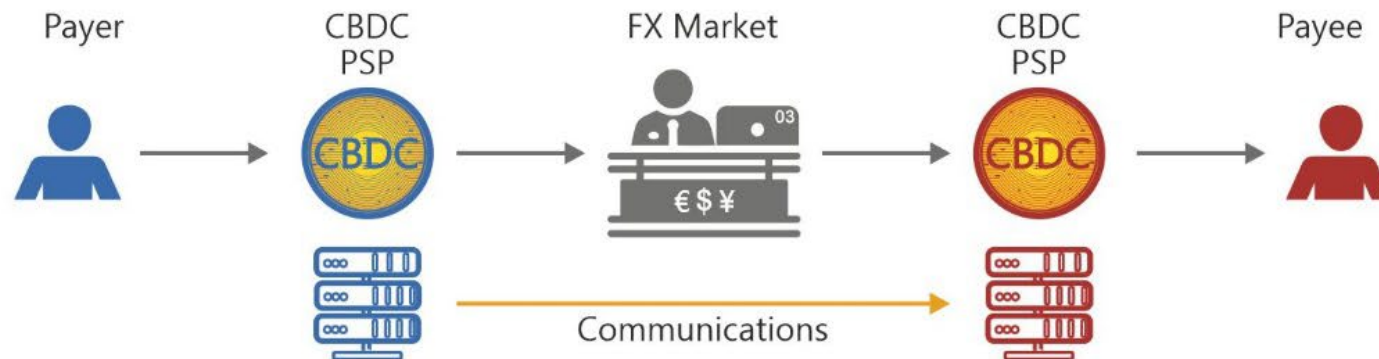 Payer
CBDC
PSP
FX Market
CBDC
PSP
Payee
CBDC
03
€ $ ¥
CBDC
Communications